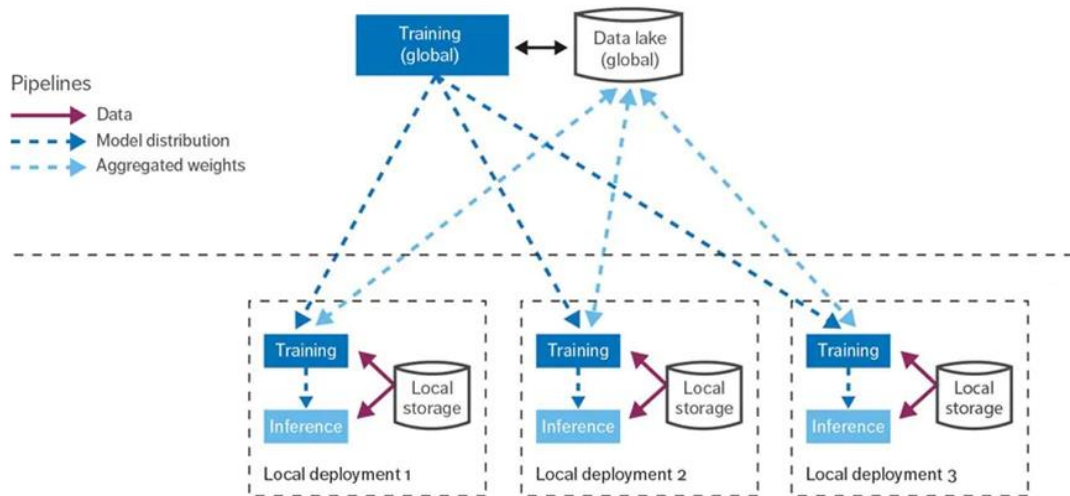 Training
(global)
Data lake
(global)
Pipelines
Data
Model distribution
Aggregated weights
Training
Local
storage
Inference
Local deployment 1
Training
Local
storage
Inference
Local deployment 2
Training
Local
storage
Inference
Local deployment 3